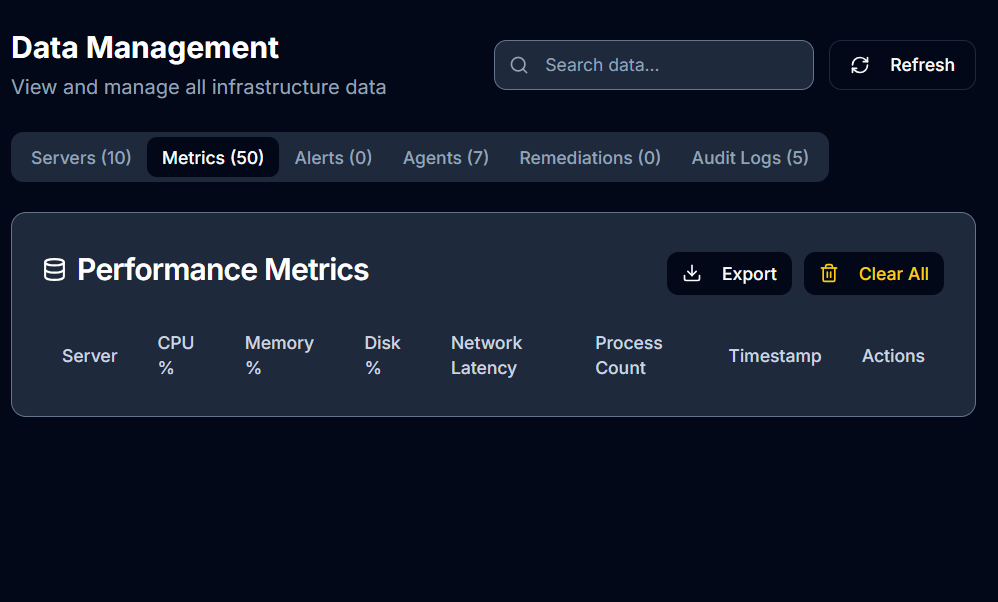 Data Management
View and manage all infrastructure data
Search data...
Refresh
Servers (10)
Metrics (50)
Alerts (0)
Agents (7)
Remediations (0)
Audit Logs (5)
Performance Metrics
Export
Clear All
Server
CPU
%
Memory
%
Disk
%
Network
Latency
Process
Count
Timestamp
Actions